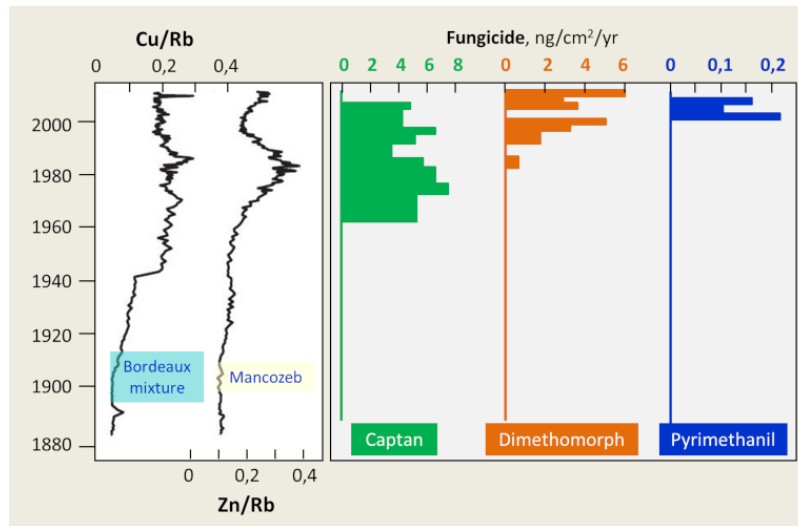 Cu/Rb
Fungicide, ng/cm²/yr
0 0,2 0,4
0 2 4 6 8
0 2 4 6
0 0,1 0,2
2000
1980
1960
1940
1920
1900
1880
Bordeaux
mixture
Mancozeb
Captan
Dimethomorph
Pyrimethanil
0 0,2 0,4
Zn/Rb